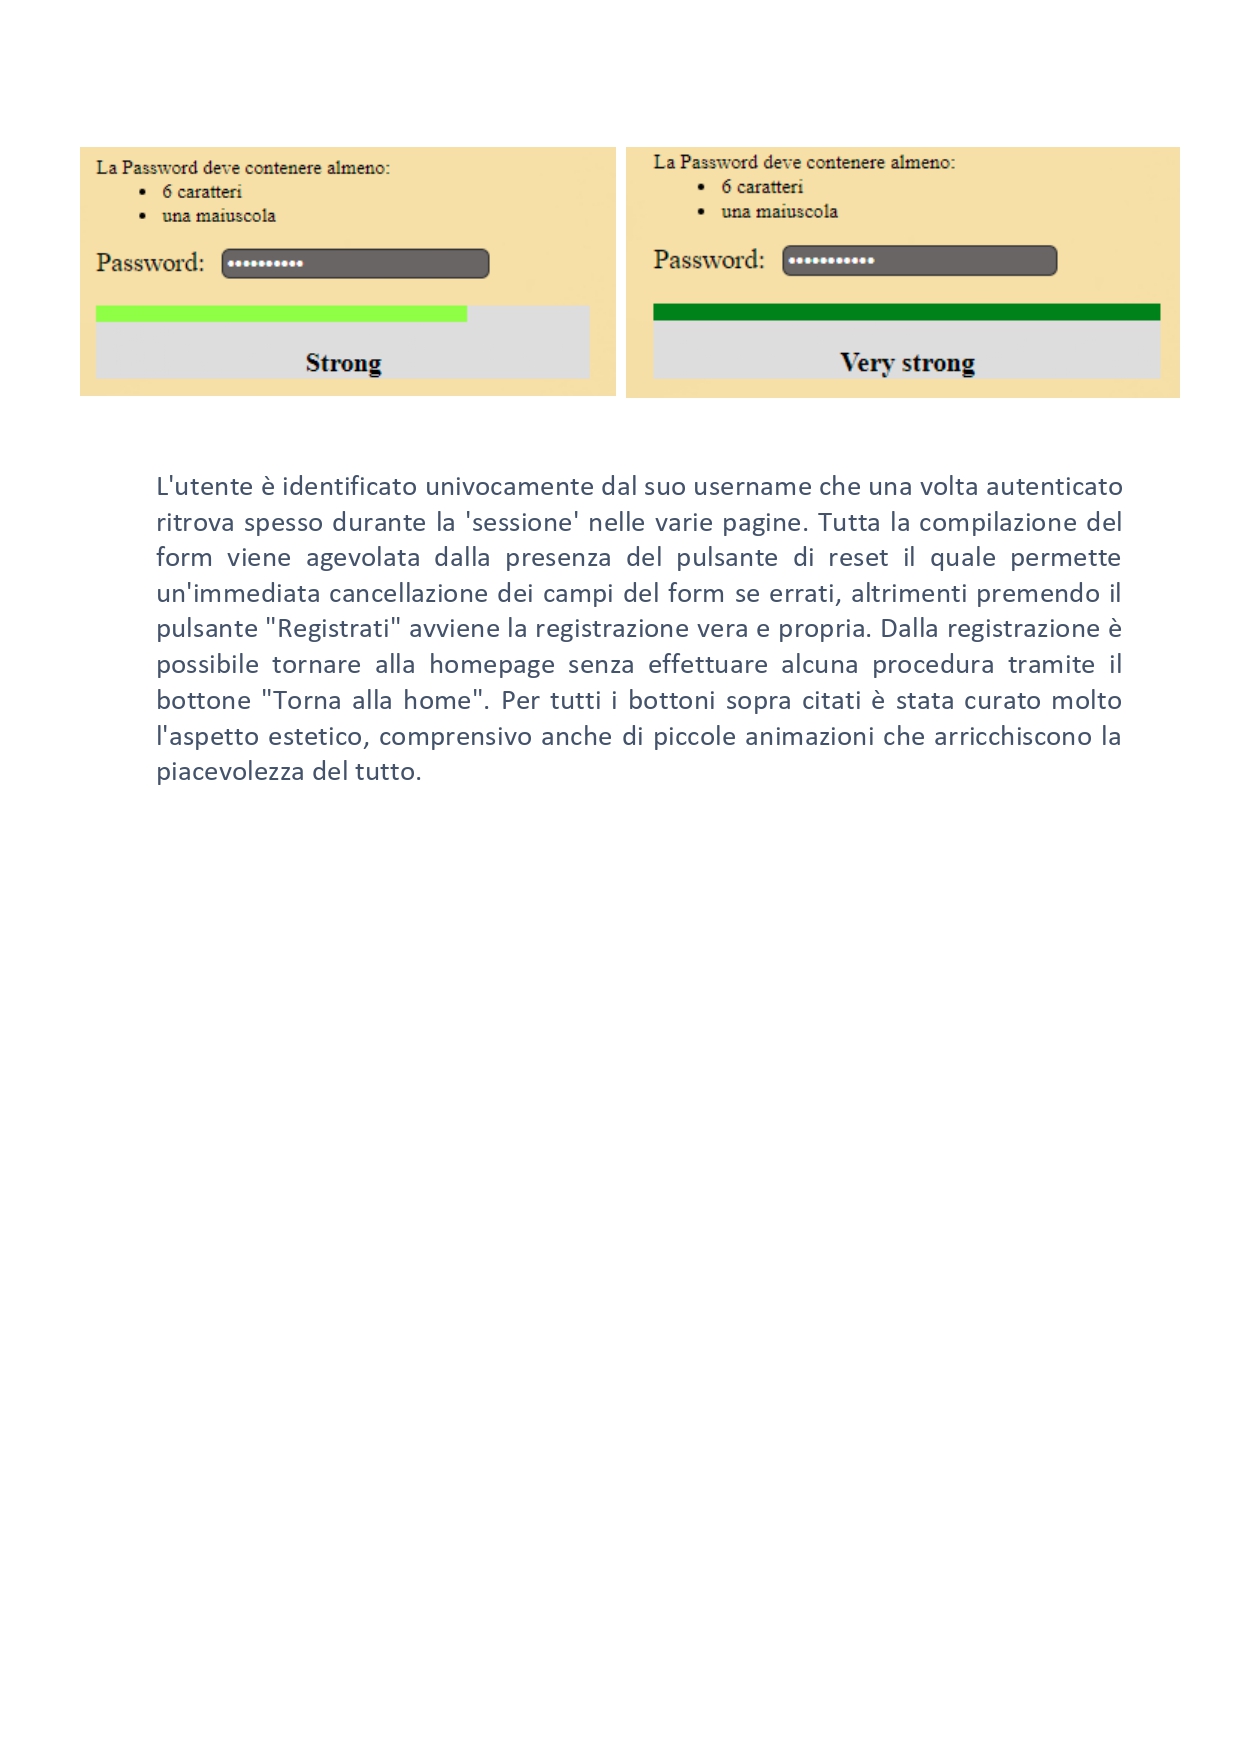 La Password deve contenere almeno:
• 6 caratteri
• una maiuscola
Password: ••••••••••
Strong
La Password deve contenere almeno:
• 6 caratteri
• una maiuscola
Password: •••••••••••
Very strong
L'utente è identificato univocamente dal suo username che una volta autenticato
ritrova spesso durante la 'sessione' nelle varie pagine. Tutta la compilazione del
form viene agevolata dalla presenza del pulsante di reset il quale permette
un'immediata cancellazione dei campi del form se errati, altrimenti premendo il
pulsante "Registrati" avviene la registrazione vera e propria. Dalla registrazione è
possibile tornare alla homepage senza effettuare alcuna procedura tramite il
bottone "Torna alla home". Per tutti i bottoni sopra citati è stata curato molto
l'aspetto estetico, comprensivo anche di piccole animazioni che arricchiscono la
piacevolezza del tutto.